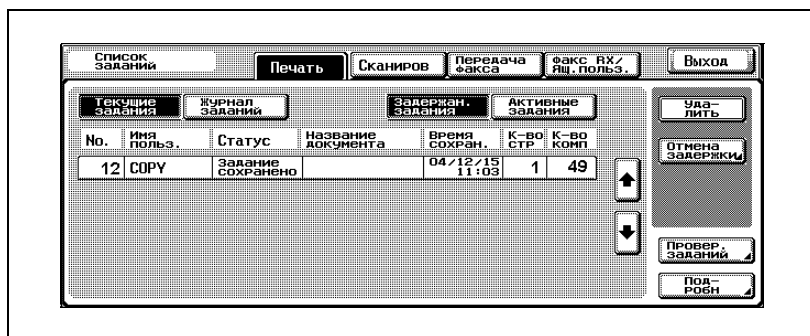 Список заданий
Печать
Сканиров
Передача факса
Факс RX/ Ящ.польз.
Выход
Текущие задания
Журнал заданий
Задержан. задания
Активные задания
Уда-
лить
No.
Имя польз.
Статус
Название документа
Время сохран.
К-во стр
К-во комп
Отмена задержки
12
COPY
Задание сохранено
04/12/15
11:03
1
49
Провер. заданий
Под-
робн